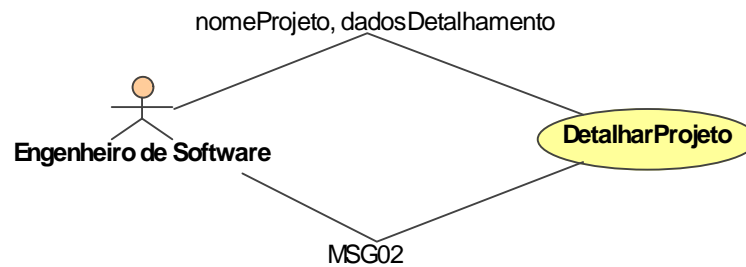 nomeProjeto, dadosDetalhamento
Engenheiro de Software
DetalharProjeto
MSG02